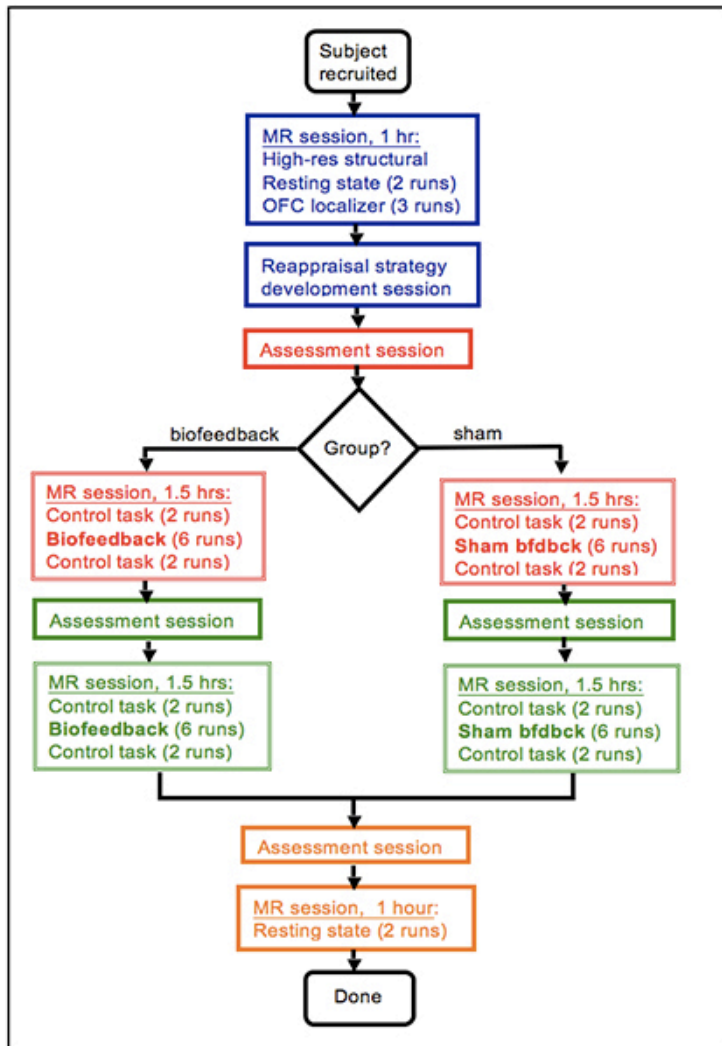 Subject
recruited
MR session, 1 hr:
High-res structural
Resting state (2 runs)
OFC localizer (3 runs)
Reappraisal strategy
development session
Assessment session
Group?
biofeedback
sham
MR session, 1.5 hrs:
Control task (2 runs)
Biofeedback (6 runs)
Control task (2 runs)
MR session, 1.5 hrs:
Control task (2 runs)
Sham bfdbck (6 runs)
Control task (2 runs)
Assessment session
Assessment session
MR session, 1.5 hrs:
Control task (2 runs)
Biofeedback (6 runs)
Control task (2 runs)
MR session, 1.5 hrs:
Control task (2 runs)
Sham bfdbck (6 runs)
Control task (2 runs)
Assessment session
MR session, 1 hour:
Resting state (2 runs)
Done